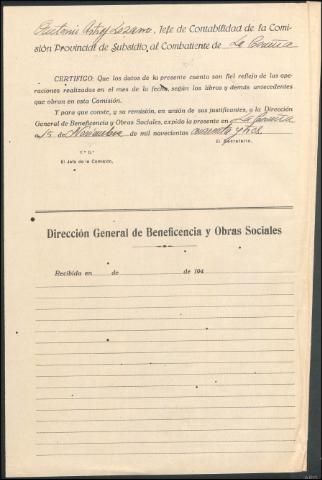 Antonio Lozano, Jefe de Contabilidad de la Comi-
sión Provincial de Subsidio al Combatiente de La Coruña
CERTIFICO: Que los datos de la presente cuenta son fiel reflejo de las ope-
raciones realizadas en el mes de la fecha, según los libros y demás antecedentes
que obran en esta Comisión.
Y para que conste, y su remisión, en unión de sus justificantes, a la Dirección
General de Beneficencia y Obras Sociales, expido la presente en La Coruña
a 15 de Noviembre de mil novecientos cuarenta y tres
V.º B.º
El Secretario,
El Jefe de la Comisión,
Dirección General de Beneficencia y Obras Sociales
Recibida en de de 194